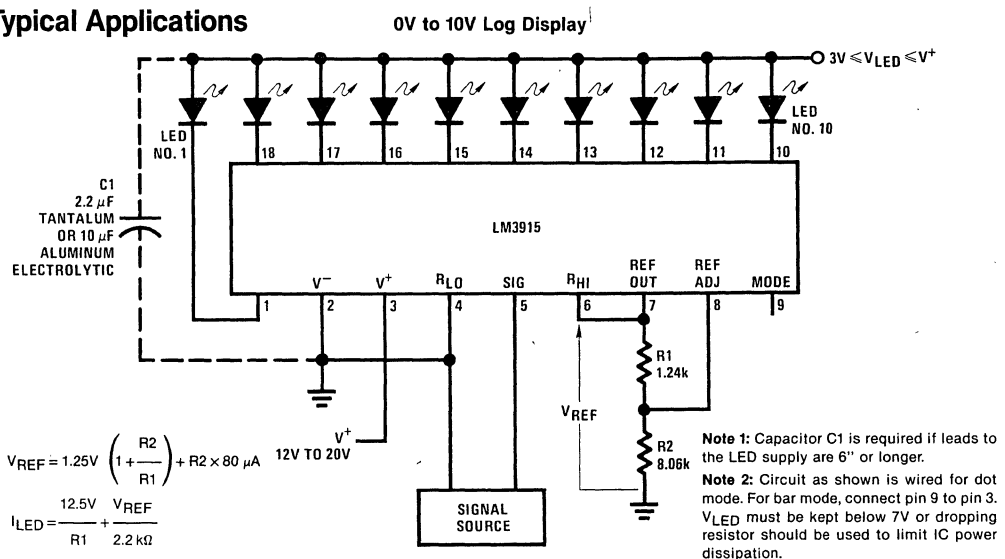 Typical Applications
0V to 10V Log Display
3V ≤ VLED ≤ V+
LED
NO. 1
LED
NO. 10
18 17 16 15 14 13 12 11 10
C1
2.2 μF
TANTALUM
OR 10 μF
ALUMINUM
ELECTROLYTIC
LM3915
V− V+ RLO SIG RHI REF OUT REF ADJ MODE
1 2 3 4 5 6 7 8 9
R1
1.24k
VREF
R2
8.06k
V+
12V TO 20V
SIGNAL
SOURCE
VREF = 1.25V (1 + R2/R1) + R2 × 80 μA
ILED = 12.5V/R1 + VREF/2.2 kΩ
Note 1: Capacitor C1 is required if leads to
the LED supply are 6" or longer.
Note 2: Circuit as shown is wired for dot
mode. For bar mode, connect pin 9 to pin 3.
VLED must be kept below 7V or dropping
resistor should be used to limit IC power
dissipation.